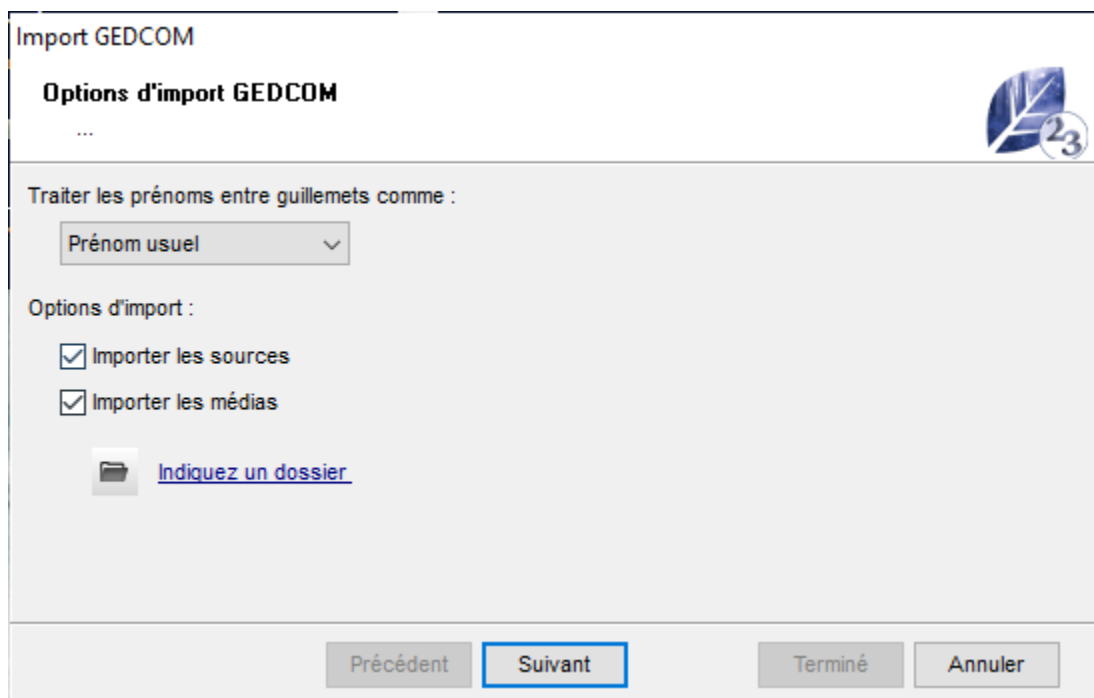 Import GEDCOM
Options d'import GEDCOM
...
23
Traiter les prénoms entre guillemets comme :
Prénom usuel
Options d'import :
Importer les sources
Importer les médias
Indiquez un dossier
Précédent Suivant Terminé Annuler